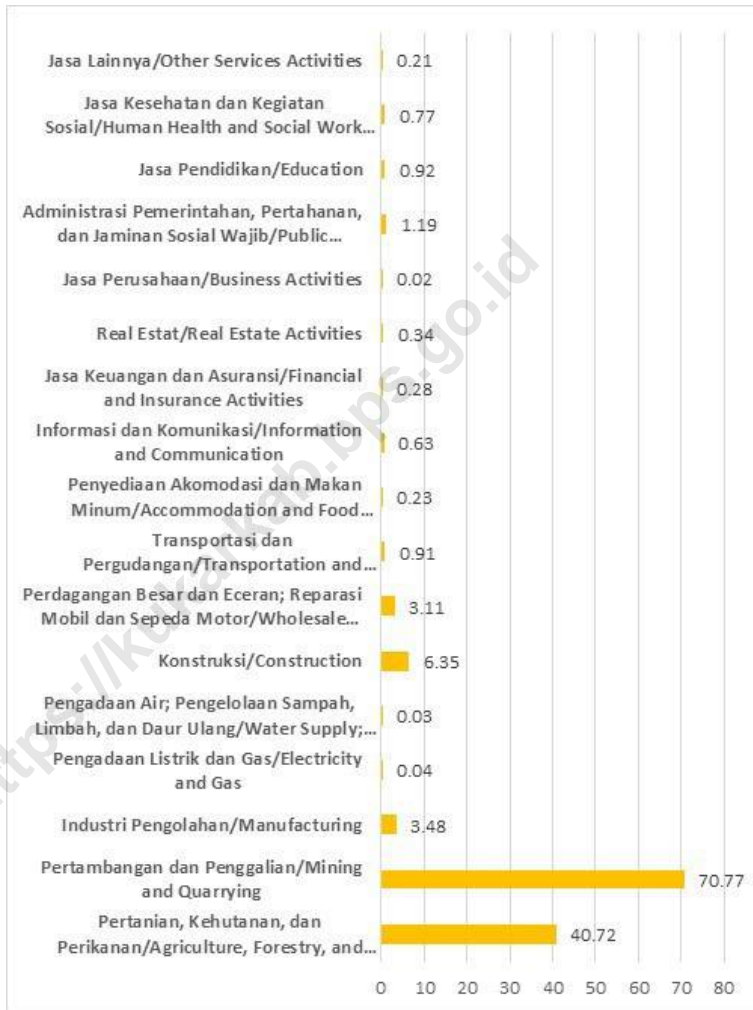 Jasa Lainnya/Other Services Activities 0.21
Jasa Kesehatan dan Kegiatan
Sosial/Human Health and Social Work... 0.77
Jasa Pendidikan/Education 0.92
Administrasi Pemerintahan, Pertahanan,
dan Jaminan Sosial Wajib/Public... 1.19
Jasa Perusahaan/Business Activities 0.02
Real Estat/Real Estate Activities 0.34
Jasa Keuangan dan Asuransi/Financial
and Insurance Activities 0.28
Informasi dan Komunikasi/Information
and Communication 0.63
Penyediaan Akomodasi dan Makan
Minum/Accommodation and Food... 0.23
Transportasi dan
Pergudangan/Transportation and... 0.91
Perdagangan Besar dan Eceran; Reparasi
Mobil dan Sepeda Motor/Wholesale... 3.11
Konstruksi/Construction 6.35
Pengadaan Air; Pengelolaan Sampah,
Limbah, dan Daur Ulang/Water Supply;... 0.03
Pengadaan Listrik dan Gas/Electricity
and Gas 0.04
Industri Pengolahan/Manufacturing 3.48
Pertambangan dan Penggalian/Mining
and Quarrying 70.77
Pertanian, Kehutanan, dan
Perikanan/Agriculture, Forestry, and... 40.72
0 10 20 30 40 50 60 70 80
https://kukarkab.bps.go.id